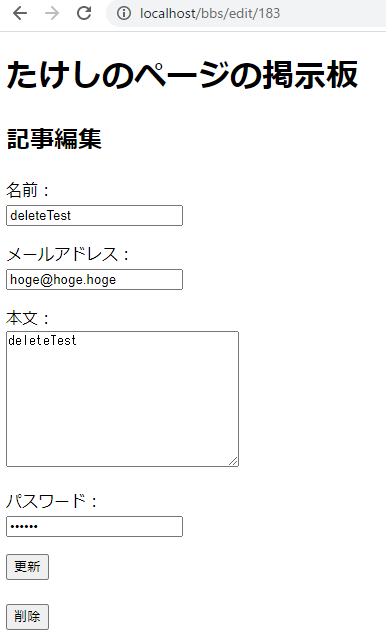 localhost/bbs/edit/183
たけしのページの掲示板
記事編集
名前：
deleteTest
メールアドレス：
hoge@hoge.hoge
本文：
deleteTest
パスワード：
••••••
更新
削除